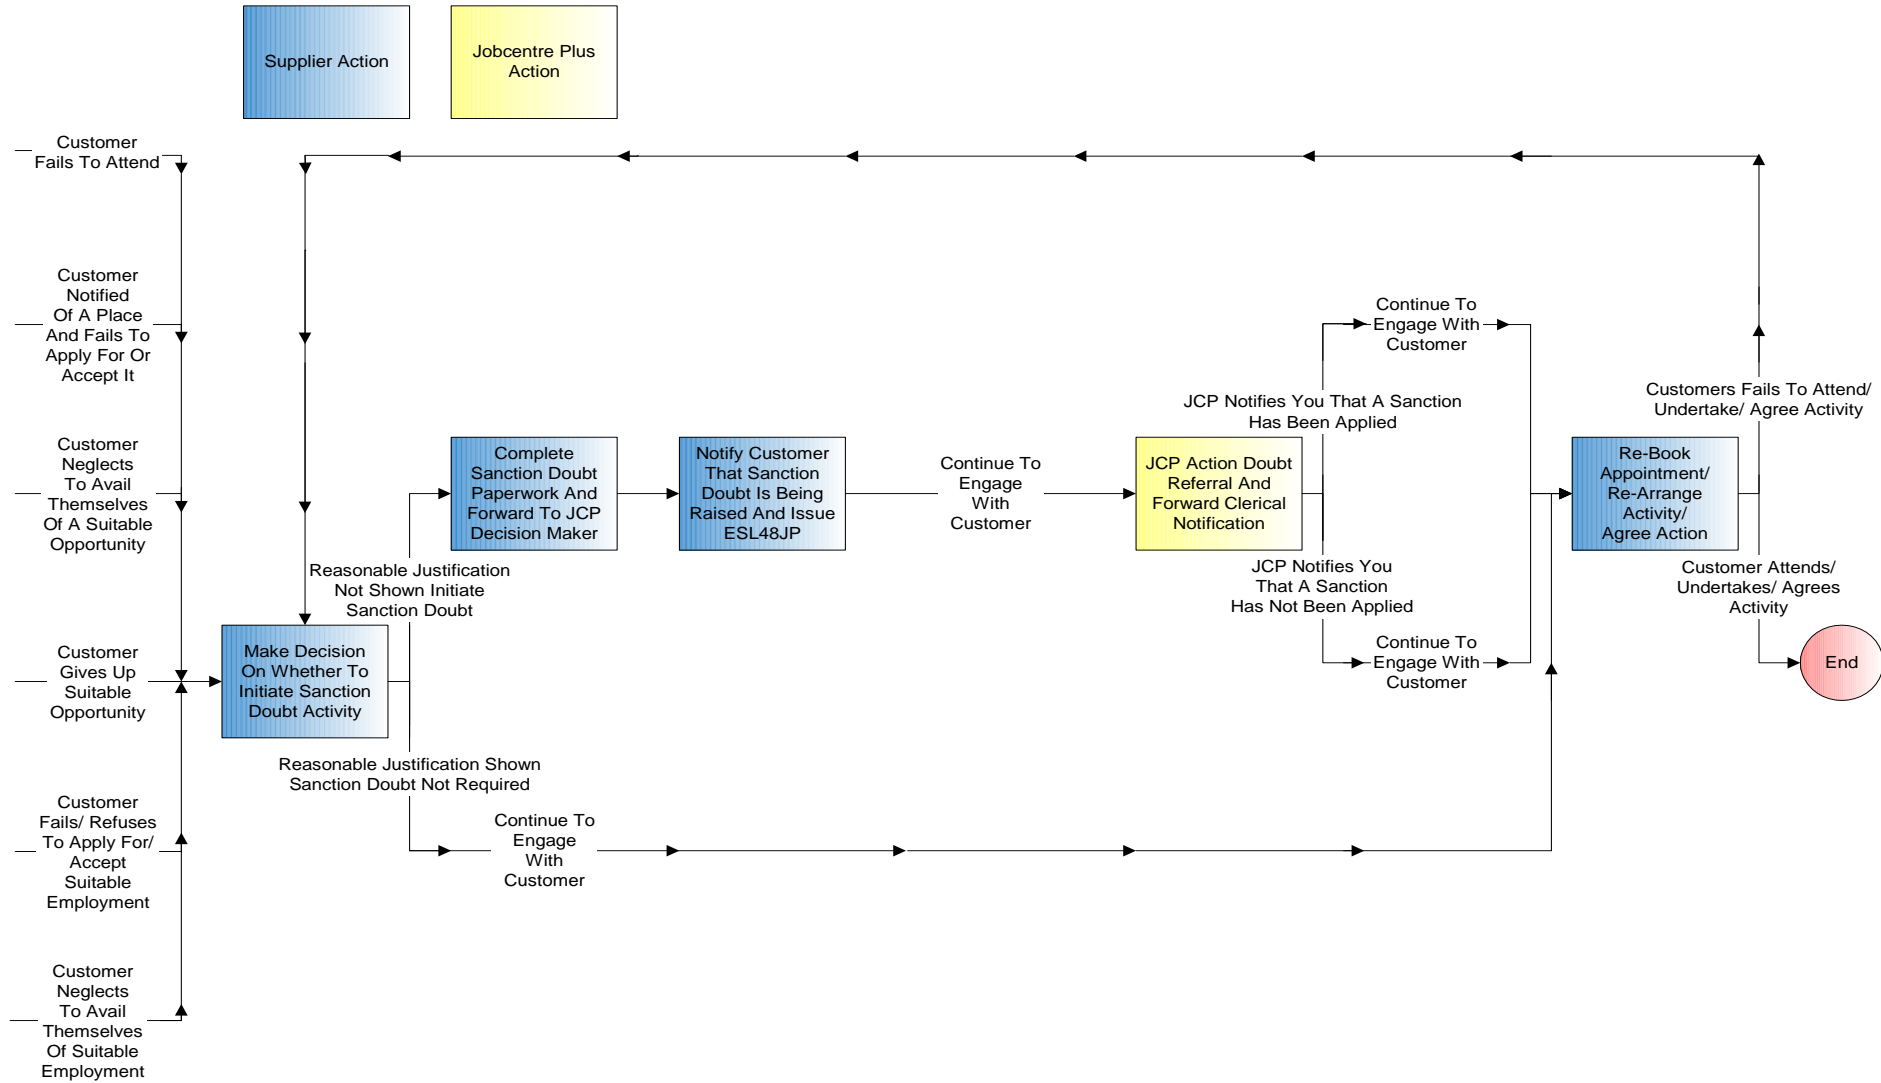 Supplier Action
Jobcentre Plus
Action
Customer
Fails To Attend
Customer
Notified
Of A Place
And Fails To
Apply For Or
Accept It
Customer
Neglects
To Avail
Themselves
Of A Suitable
Opportunity
Customer
Gives Up
Suitable
Opportunity
Customer
Fails/ Refuses
To Apply For/
Accept
Suitable
Employment
Customer
Neglects
To Avail
Themselves
Of Suitable
Employment
Make Decision
On Whether To
Initiate Sanction
Doubt Activity
Reasonable Justification
Not Shown Initiate
Sanction Doubt
Reasonable Justification Shown
Sanction Doubt Not Required
Complete
Sanction Doubt
Paperwork And
Forward To JCP
Decision Maker
Notify Customer
That Sanction
Doubt Is Being
Raised And Issue
ESL48JP
Continue To
Engage
With
Customer
Continue To
Engage
With
Customer
JCP Action Doubt
Referral And
Forward Clerical
Notification
JCP Notifies You That A Sanction
Has Been Applied
JCP Notifies You
That A Sanction
Has Not Been Applied
Continue To
Engage With
Customer
Continue To
Engage With
Customer
Re-Book
Appointment/
Re-Arrange
Activity/
Agree Action
Customers Fails To Attend/
Undertake/ Agree Activity
Customer Attends/
Undertakes/ Agrees
Activity
End